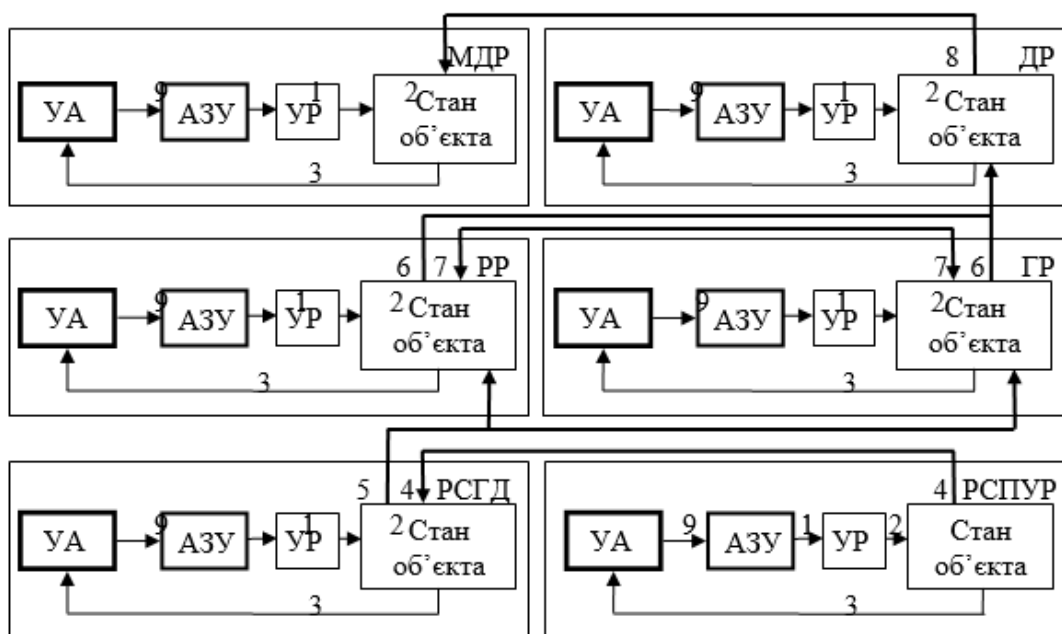 МДР
УА
9
АЗУ
1
УР
2
Стан
об’єкта
3
8
ДР
УА
9
АЗУ
1
УР
2
Стан
об’єкта
3
6
7
РР
УА
9
АЗУ
1
УР
2
Стан
об’єкта
3
7
6
ГР
УА
9
АЗУ
1
УР
2
Стан
об’єкта
3
5
4
РСГД
УА
9
АЗУ
1
УР
2
Стан
об’єкта
3
4
РСПУР
УА
9
АЗУ
1
УР
2
Стан
об’єкта
3